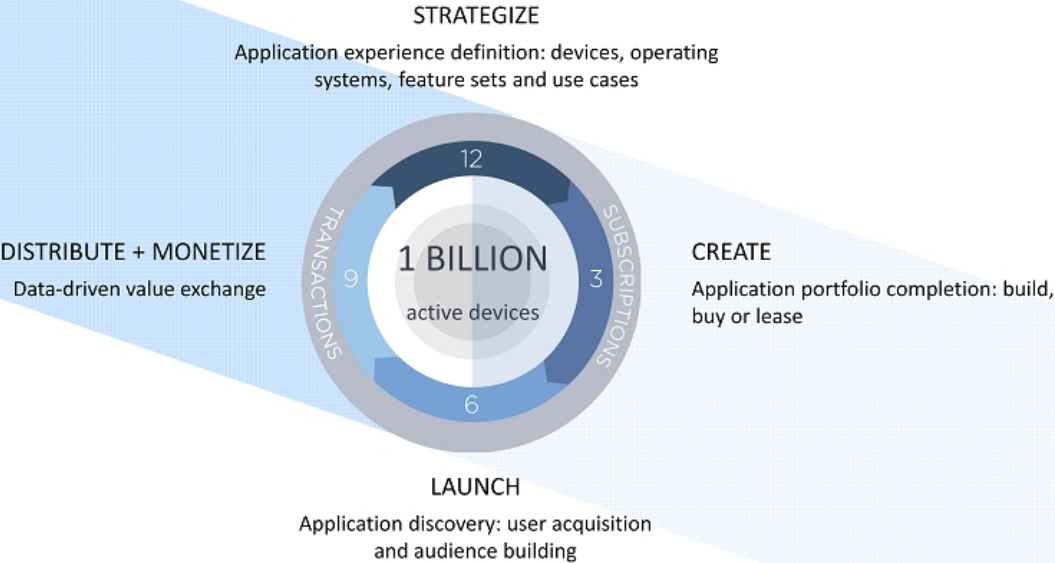 STRATEGIZE
Application experience definition: devices, operating
systems, feature sets and use cases
12
TRANSACTIONS
SUBSCRIPTIONS
DISTRIBUTE + MONETIZE
Data-driven value exchange
9
1 BILLION
active devices
3
CREATE
Application portfolio completion: build,
buy or lease
6
LAUNCH
Application discovery: user acquisition
and audience building